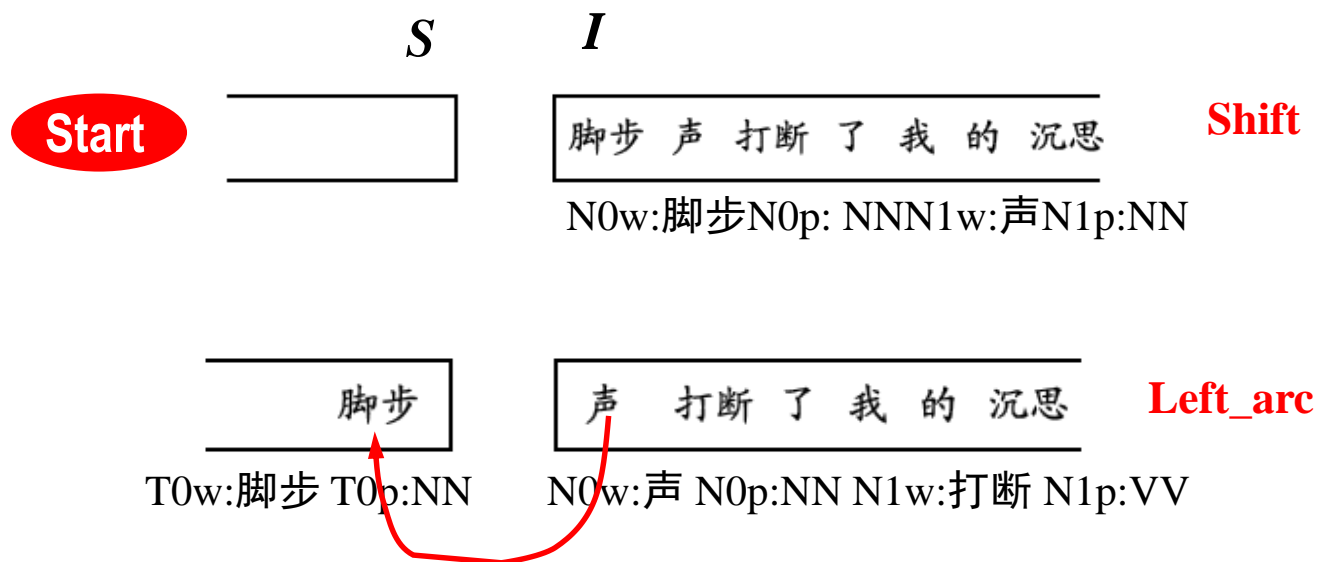 S I
Start 脚步 声 打断 了 我 的 沉思 Shift
N0w:脚步N0p: NNN1w:声N1p:NN
脚步 声 打断 了 我 的 沉思 Left_arc
T0w:脚步 T0p:NN N0w:声 N0p:NN N1w:打断 N1p:VV